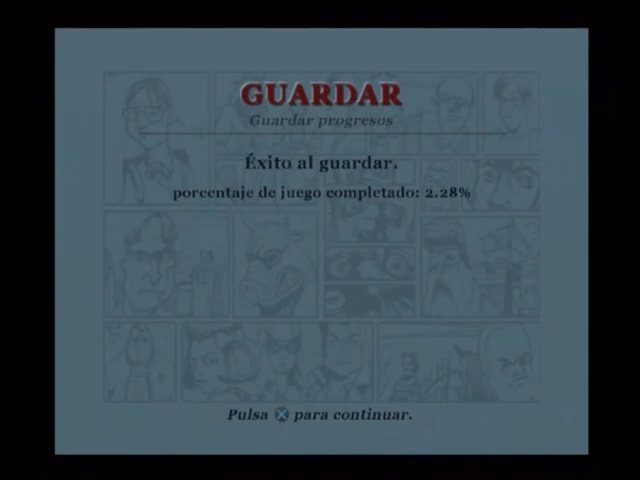 GUARDAR
Guardar progresos
Éxito al guardar.
porcentaje de juego completado: 2.28%
Pulsa X para continuar.